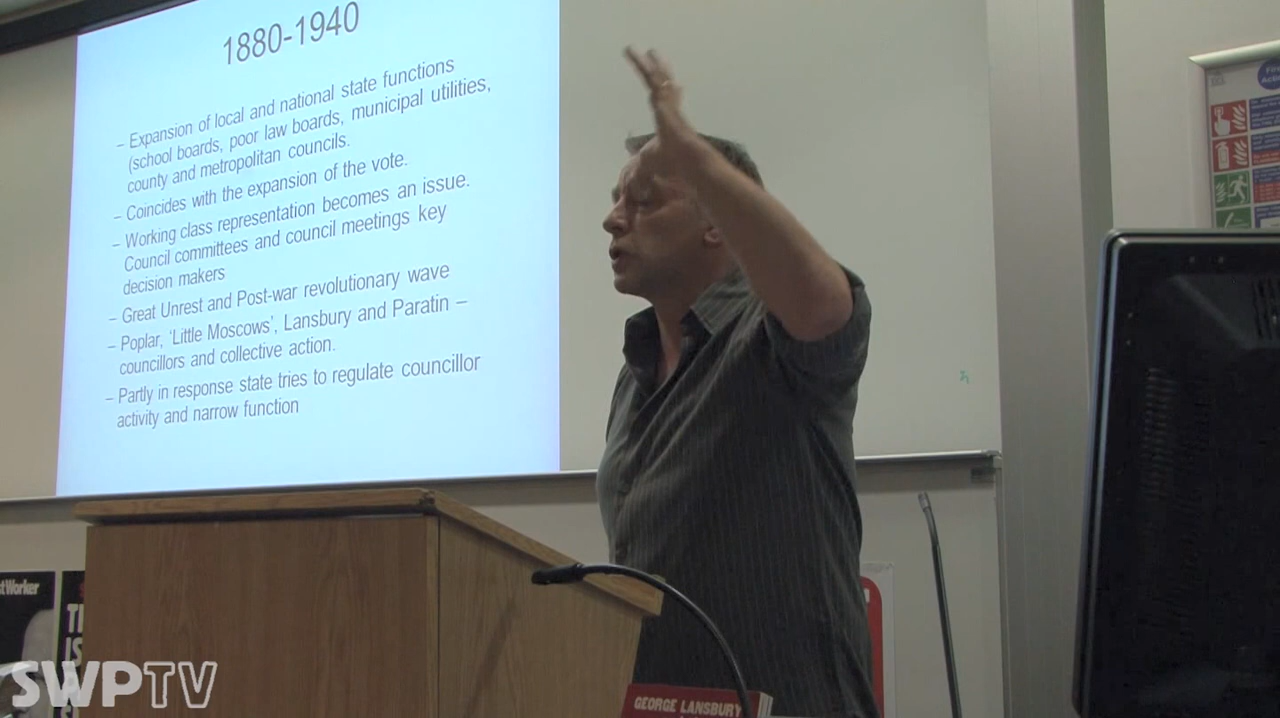 1880-1940
– Expansion of local and national state functions
(school boards, poor law boards, municipal utilities,
county and metropolitan councils.
– Coincides with the expansion of the vote.
– Working class representation becomes an issue.
Council committees and council meetings key
decision makers
– Great Unrest and Post-war revolutionary wave
– Poplar, ‘Little Moscows’, Lansbury and Paratin –
councillors and collective action.
– Partly in response state tries to regulate councillor
activity and narrow function
GEORGE LANSBURY
SWPTV